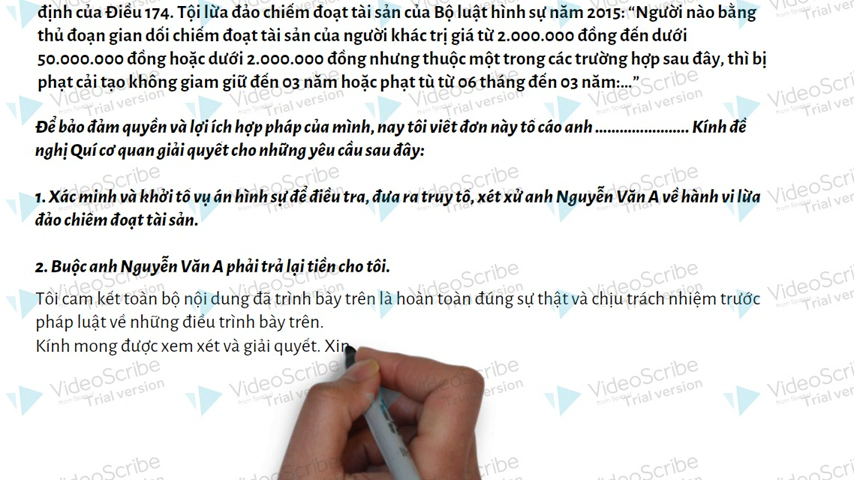 định của Điều 174. Tội lừa đảo chiếm đoạt tài sản của Bộ luật hình sự năm 2015: “Người nào bằng
thủ đoạn gian dối chiếm đoạt tài sản của người khác trị giá từ 2.000.000 đồng đến dưới
50.000.000 đồng hoặc dưới 2.000.000 đồng nhưng thuộc một trong các trường hợp sau đây, thì bị
phạt cải tạo không giam giữ đến 03 năm hoặc phạt tù từ 06 tháng đến 03 năm:...”
Để bảo đảm quyền và lợi ích hợp pháp của mình, nay tôi viết đơn này tố cáo anh ....................... Kính đề
nghị Quí cơ quan giải quyết cho những yêu cầu sau đây:
1. Xác minh và khởi tố vụ án hình sự để điều tra, đưa ra truy tố, xét xử anh Nguyễn Văn A về hành vi lừa
đảo chiếm đoạt tài sản.
2. Buộc anh Nguyễn Văn A phải trả lại tiền cho tôi.
Tôi cam kết toàn bộ nội dung đã trình bày trên là hoàn toàn đúng sự thật và chịu trách nhiệm trước
pháp luật về những điều trình bày trên.
Kính mong được xem xét và giải quyết. Xin
VideoScribe
Trial version